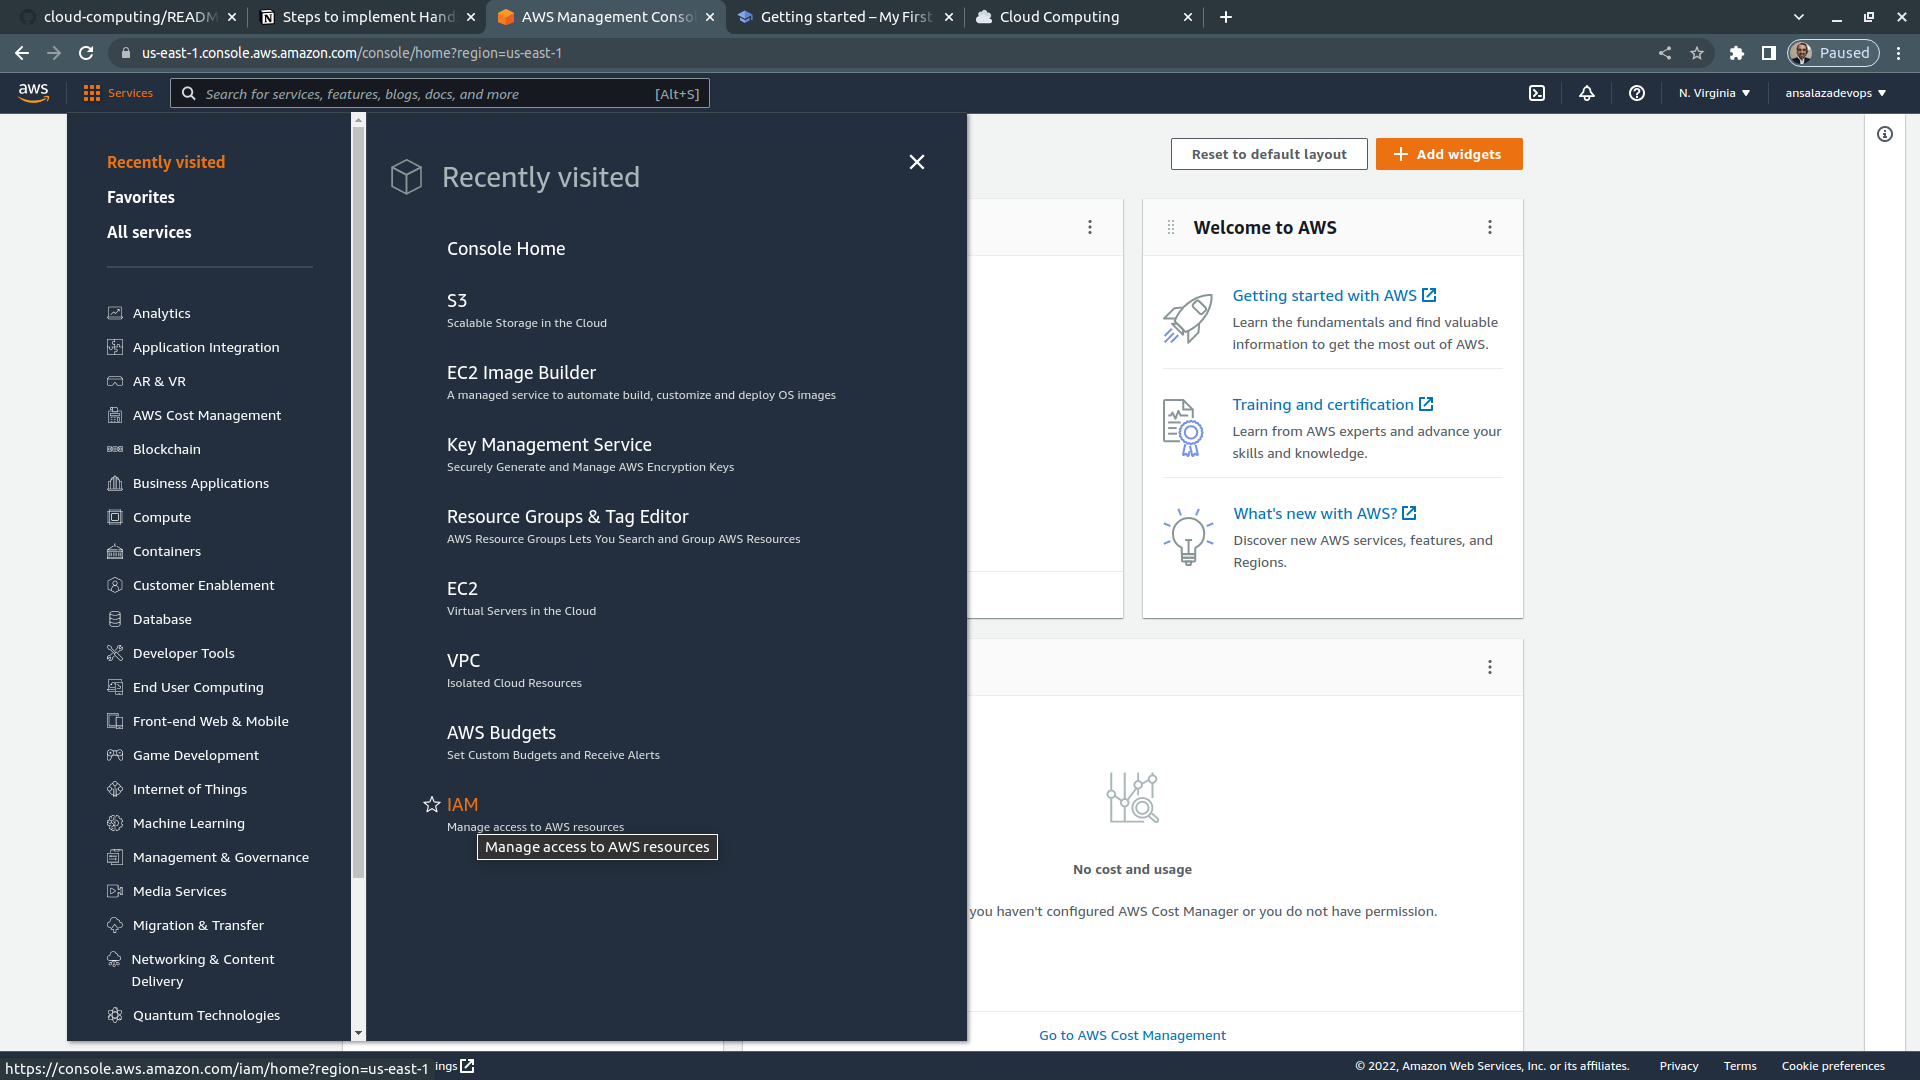 cloud-computing/READM
Steps to implement Hand
AWS Management Conso
Getting started – My First
Cloud Computing
us-east-1.console.aws.amazon.com/console/home?region=us-east-1
Paused
aws
Services
Search for services, features, blogs, docs, and more
[Alt+S]
N. Virginia
ansalazadevops
Recently visited
Favorites
All services
Analytics
Application Integration
AR & VR
AWS Cost Management
Blockchain
Business Applications
Compute
Containers
Customer Enablement
Database
Developer Tools
End User Computing
Front-end Web & Mobile
Game Development
Internet of Things
Machine Learning
Management & Governance
Media Services
Migration & Transfer
Networking & Content
Delivery
Quantum Technologies
Recently visited
Console Home
S3
Scalable Storage in the Cloud
EC2 Image Builder
A managed service to automate build, customize and deploy OS images
Key Management Service
Securely Generate and Manage AWS Encryption Keys
Resource Groups & Tag Editor
AWS Resource Groups Lets You Search and Group AWS Resources
EC2
Virtual Servers in the Cloud
VPC
Isolated Cloud Resources
AWS Budgets
Set Custom Budgets and Receive Alerts
IAM
Manage access to AWS resources
Manage access to AWS resources
Reset to default layout
Add widgets
Welcome to AWS
Getting started with AWS
Learn the fundamentals and find valuable
information to get the most out of AWS.
Training and certification
Learn from AWS experts and advance your
skills and knowledge.
What's new with AWS?
Discover new AWS services, features, and
Regions.
No cost and usage
you haven't configured AWS Cost Manager or you do not have permission.
Go to AWS Cost Management
https://console.aws.amazon.com/iam/home?region=us-east-1
ings
© 2022, Amazon Web Services, Inc. or its affiliates.
Privacy
Terms
Cookie preferences